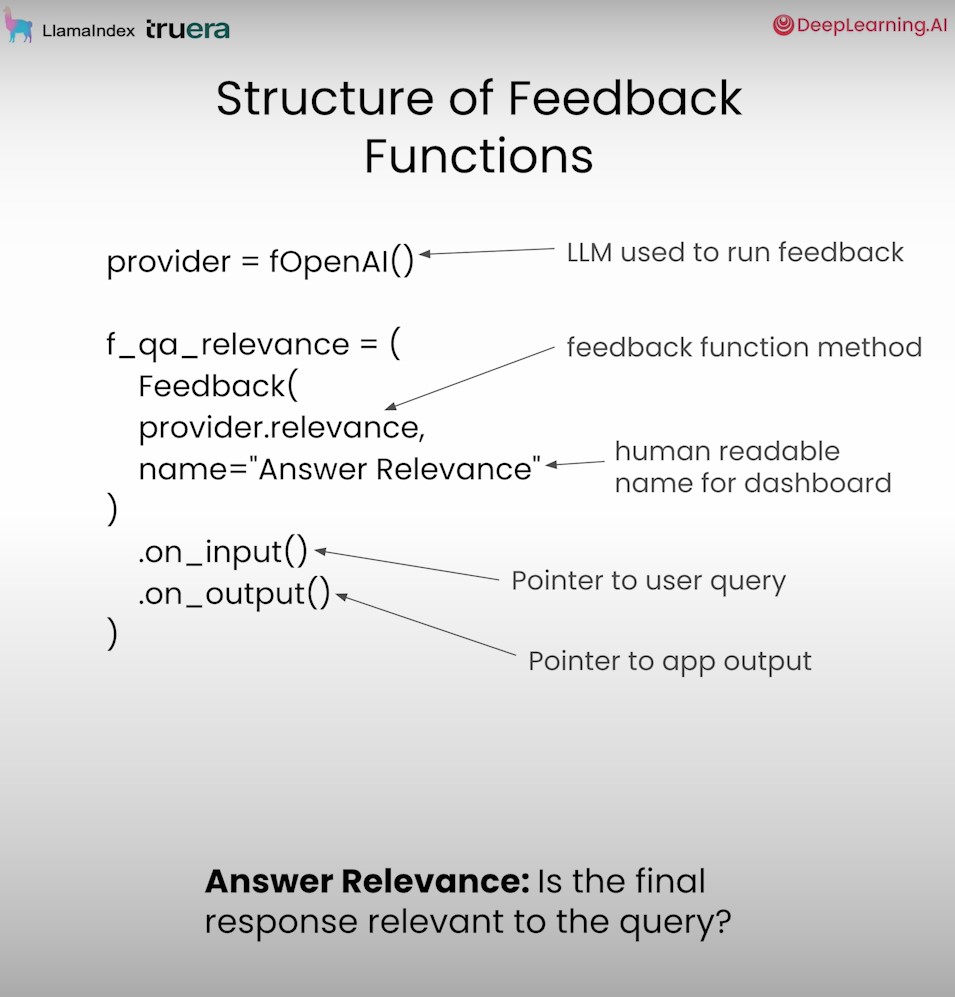 LlamaIndex truera
DeepLearning.AI
Structure of Feedback
Functions
provider = fOpenAI()
LLM used to run feedback
f_qa_relevance = (
feedback function method
Feedback(
provider.relevance,
name="Answer Relevance"
human readable
name for dashboard
)
.on_input()
Pointer to user query
.on_output()
)
Pointer to app output
Answer Relevance: Is the final
response relevant to the query?